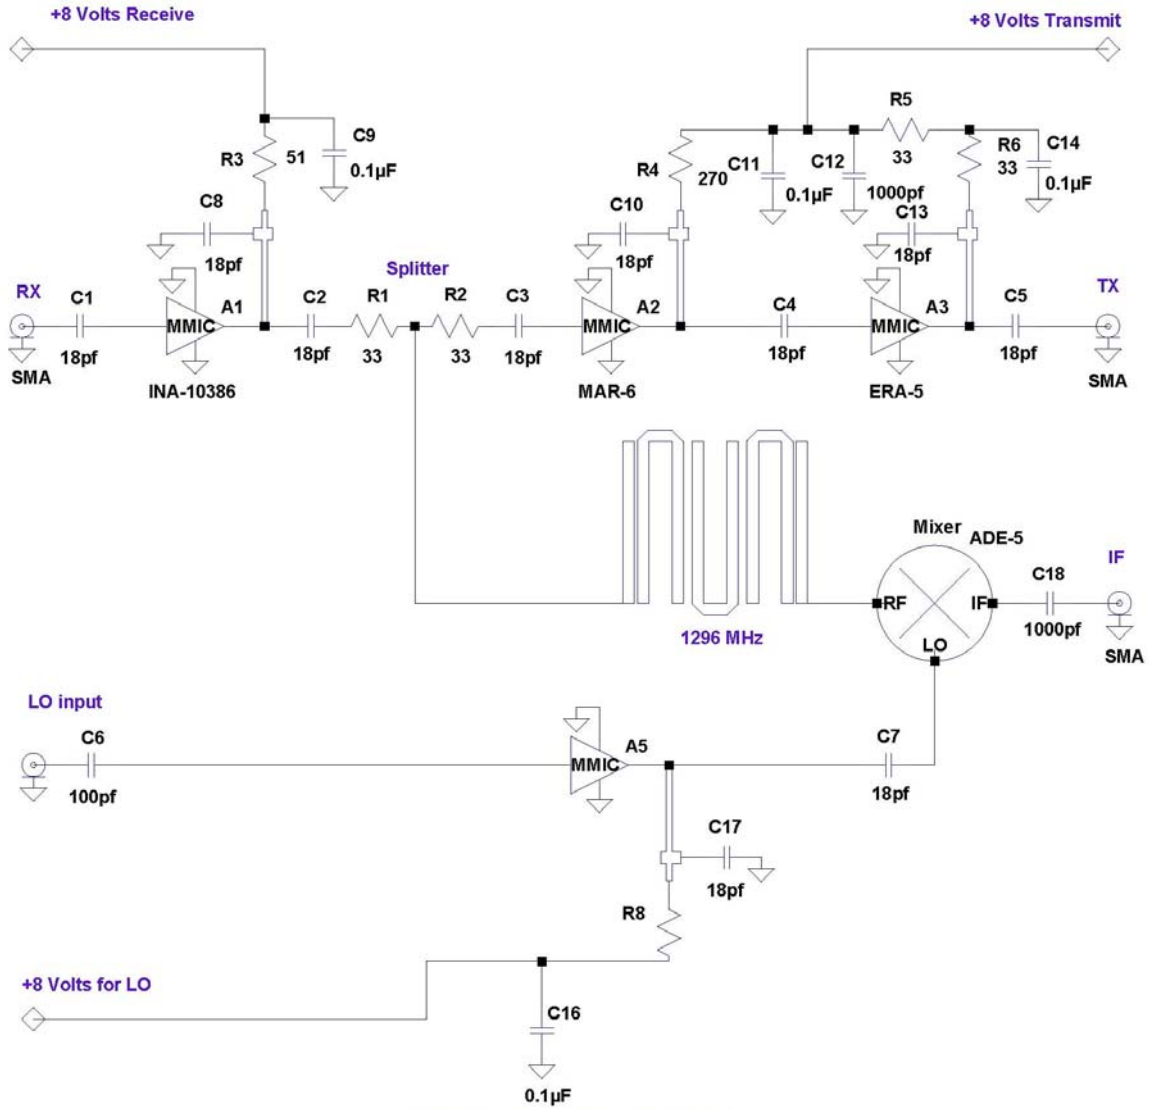 +8 Volts Receive
+8 Volts Transmit
R5
33
R3
51
C9
0.1µF
R4
270
C11
0.1µF
C12
1000pf
R6
33
C14
0.1µF
C8
18pf
C10
18pf
C13
18pf
Splitter
RX
C1
18pf
SMA
MMIC
A1
INA-10386
C2
18pf
R1
33
R2
33
C3
18pf
MMIC
A2
MAR-6
C4
18pf
MMIC
A3
ERA-5
C5
18pf
TX
SMA
1296 MHz
Mixer
ADE-5
RF
IF
LO
C18
1000pf
IF
SMA
LO input
C6
100pf
MMIC
A5
C7
18pf
C17
18pf
R8
+8 Volts for LO
C16
0.1µF